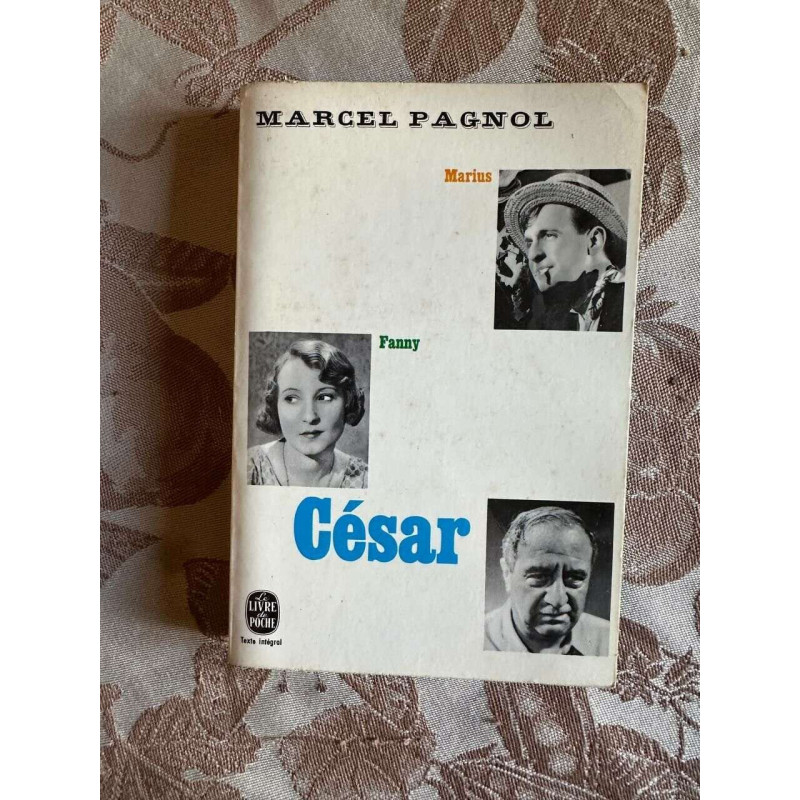 MARCEL PAGNOL
Marius
Fanny
César
Le
LIVRE
de
POCHE
Texte intégral